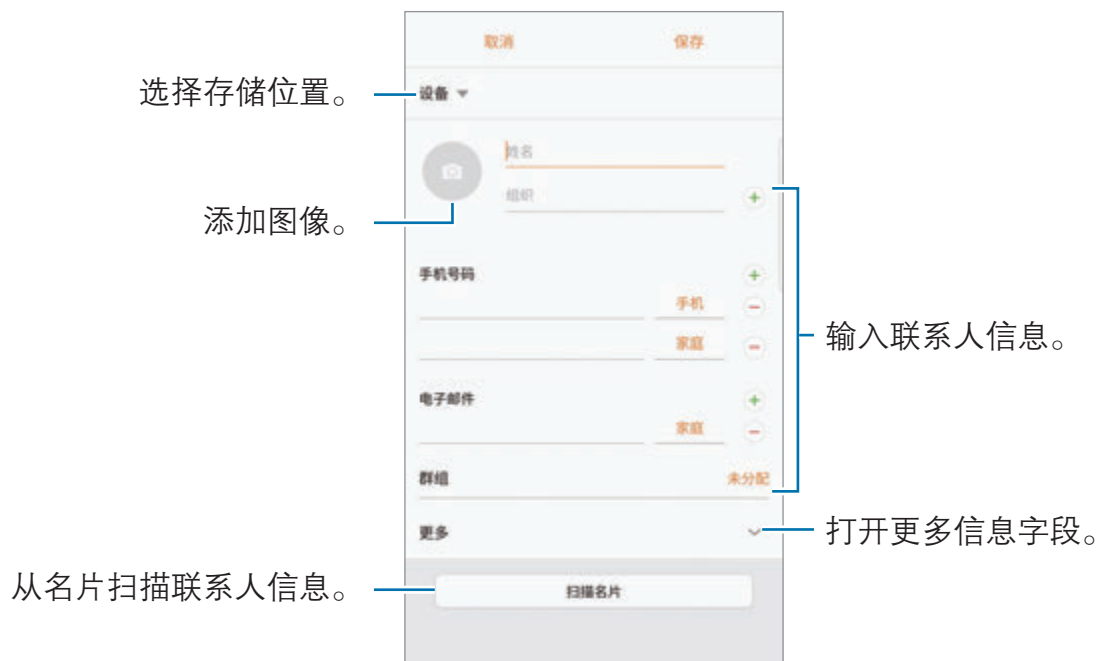 取消 保存
选择存储位置。
设备
姓名
组织
添加图像。
手机号码
手机
家庭
输入联系人信息。
电子邮件
家庭
群组 未分配
更多
打开更多信息字段。
从名片扫描联系人信息。
扫描名片